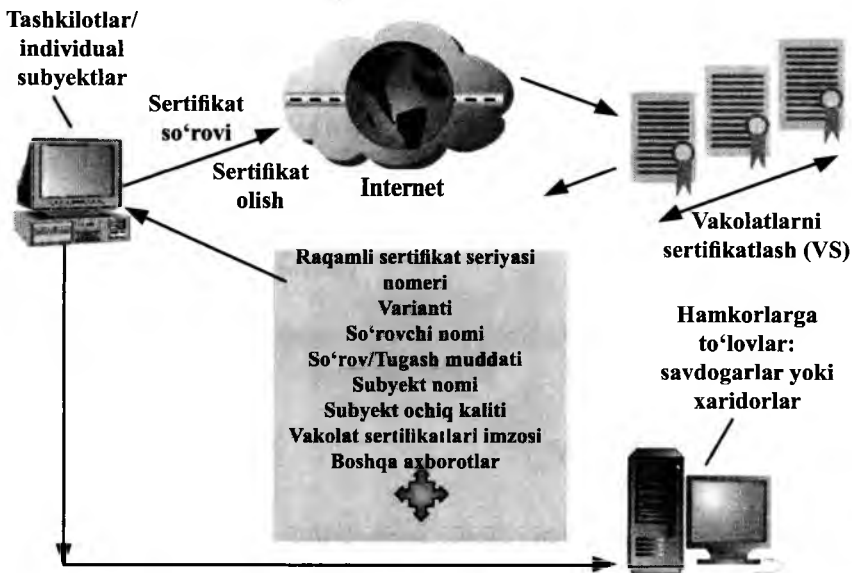 Tashkilotlar/
individual
subyektlar
Sertifikat
so‘rovi
Sertifikat
olish
Internet
Vakolatlarni
sertifikatlash (VS)
Raqamli sertifikat seriyasi
nomeri
Varianti
So‘rovchi nomi
So‘rov/Tugash muddati
Subyekt nomi
Subyekt ochiq kaliti
Vakolat sertifikatlari imzosi
Boshqa axborotlar
Hamkorlarga
to‘lovlar:
savdogarlar yoki
xaridorlar